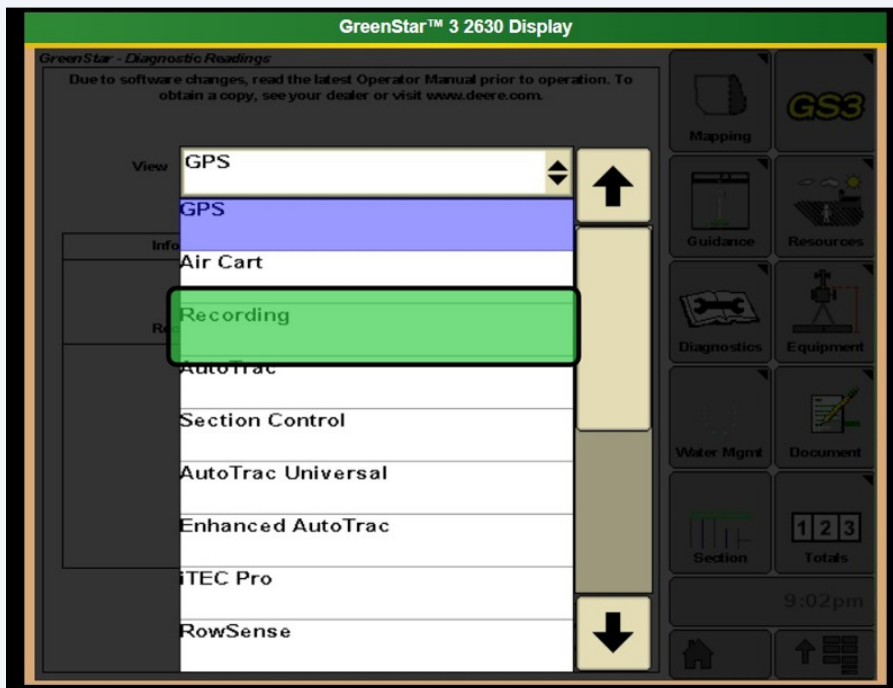 GreenStar™ 3 2630 Display
GreenStar - Diagnostic Readings
Due to software changes, read the latest Operator Manual prior to operation. To
obtain a copy, see your dealer or visit www.deere.com.
View
GPS
GPS
Air Cart
Recording
AutoTrac
Section Control
AutoTrac Universal
Enhanced AutoTrac
iTEC Pro
RowSense
Mapping
GS3
Guidance
Resources
Diagnostics
Equipment
Water Mgmt
Document
Section
1 2 3
Totals
9:02pm